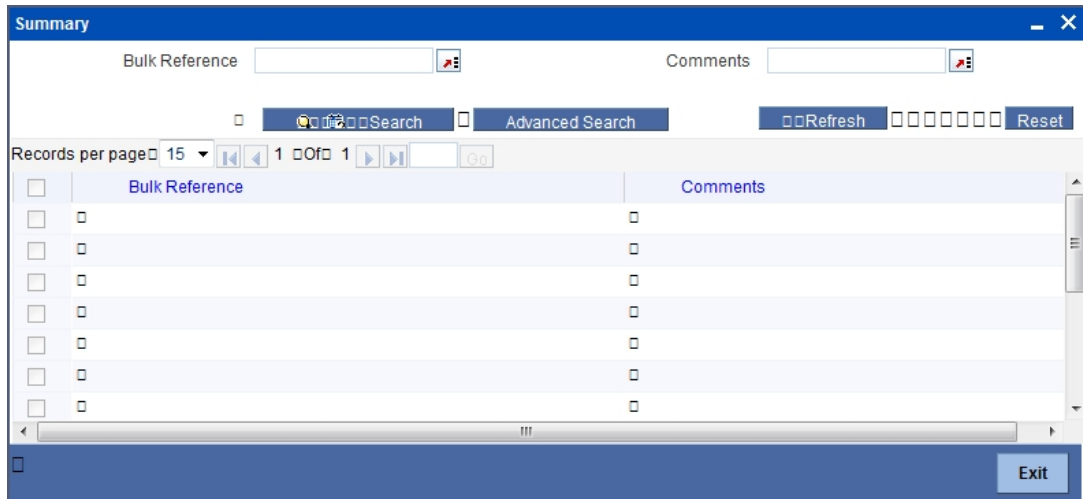 Summary
Bulk Reference Comments
Search Advanced Search Refresh Reset
Records per page 15 1 Of 1 Go
Bulk Reference Comments
Exit